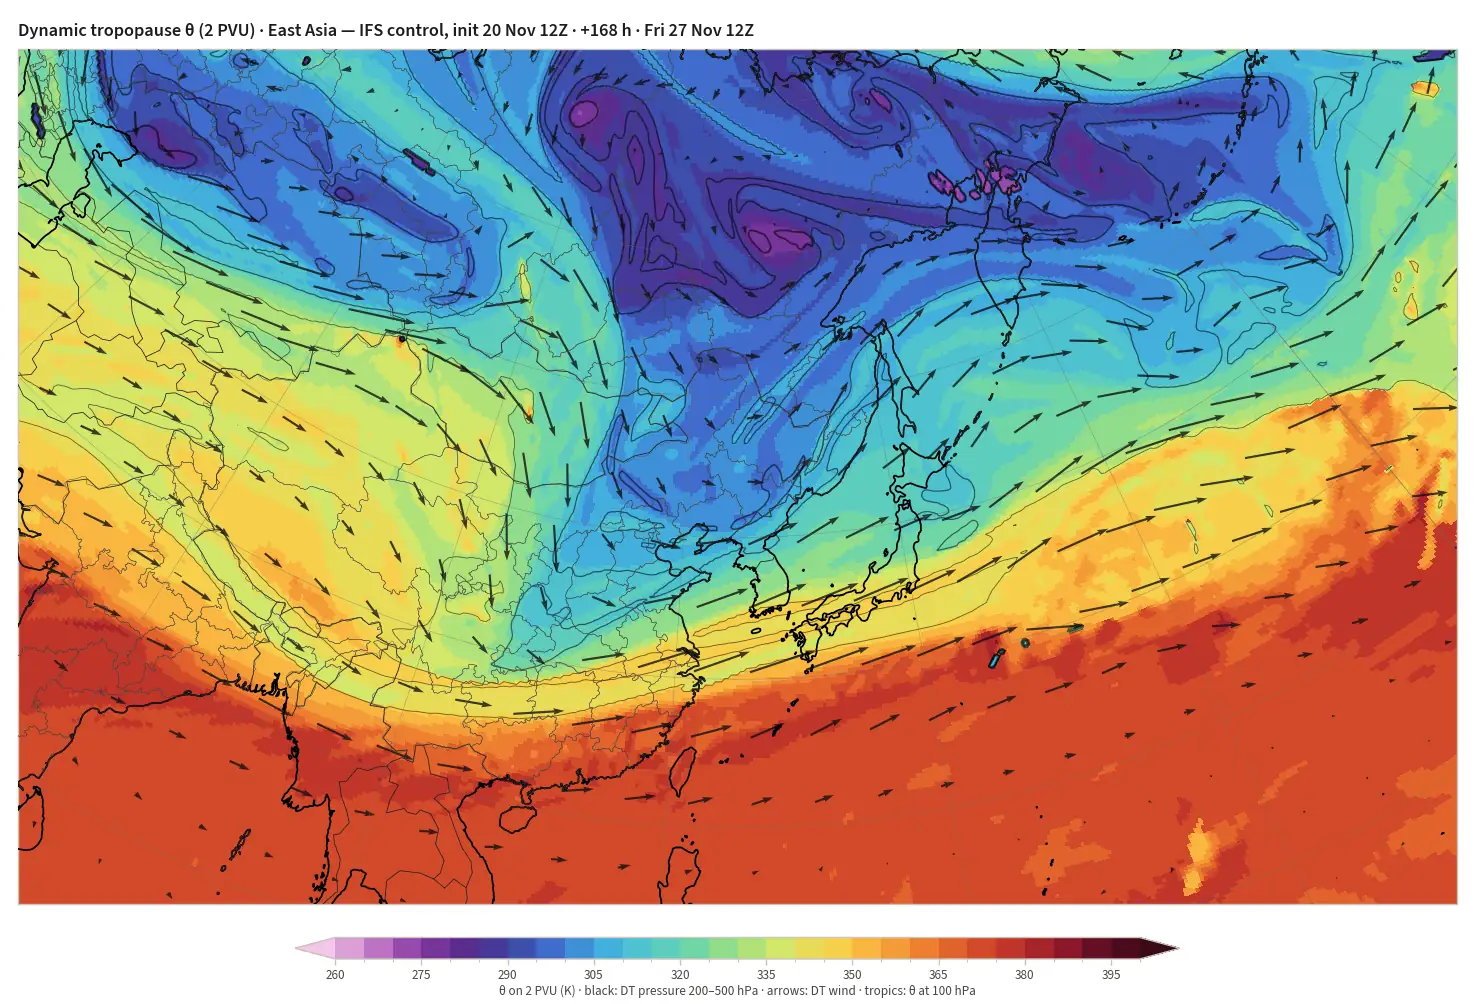 Dynamic tropopause θ (2 PVU) · East Asia — IFS control, init 20 Nov 12Z · +168 h · Fri 27 Nov 12Z
260 275 290 305 320 335 350 365 380 395
θ on 2 PVU (K) · black: DT pressure 200–500 hPa · arrows: DT wind · tropics: θ at 100 hPa